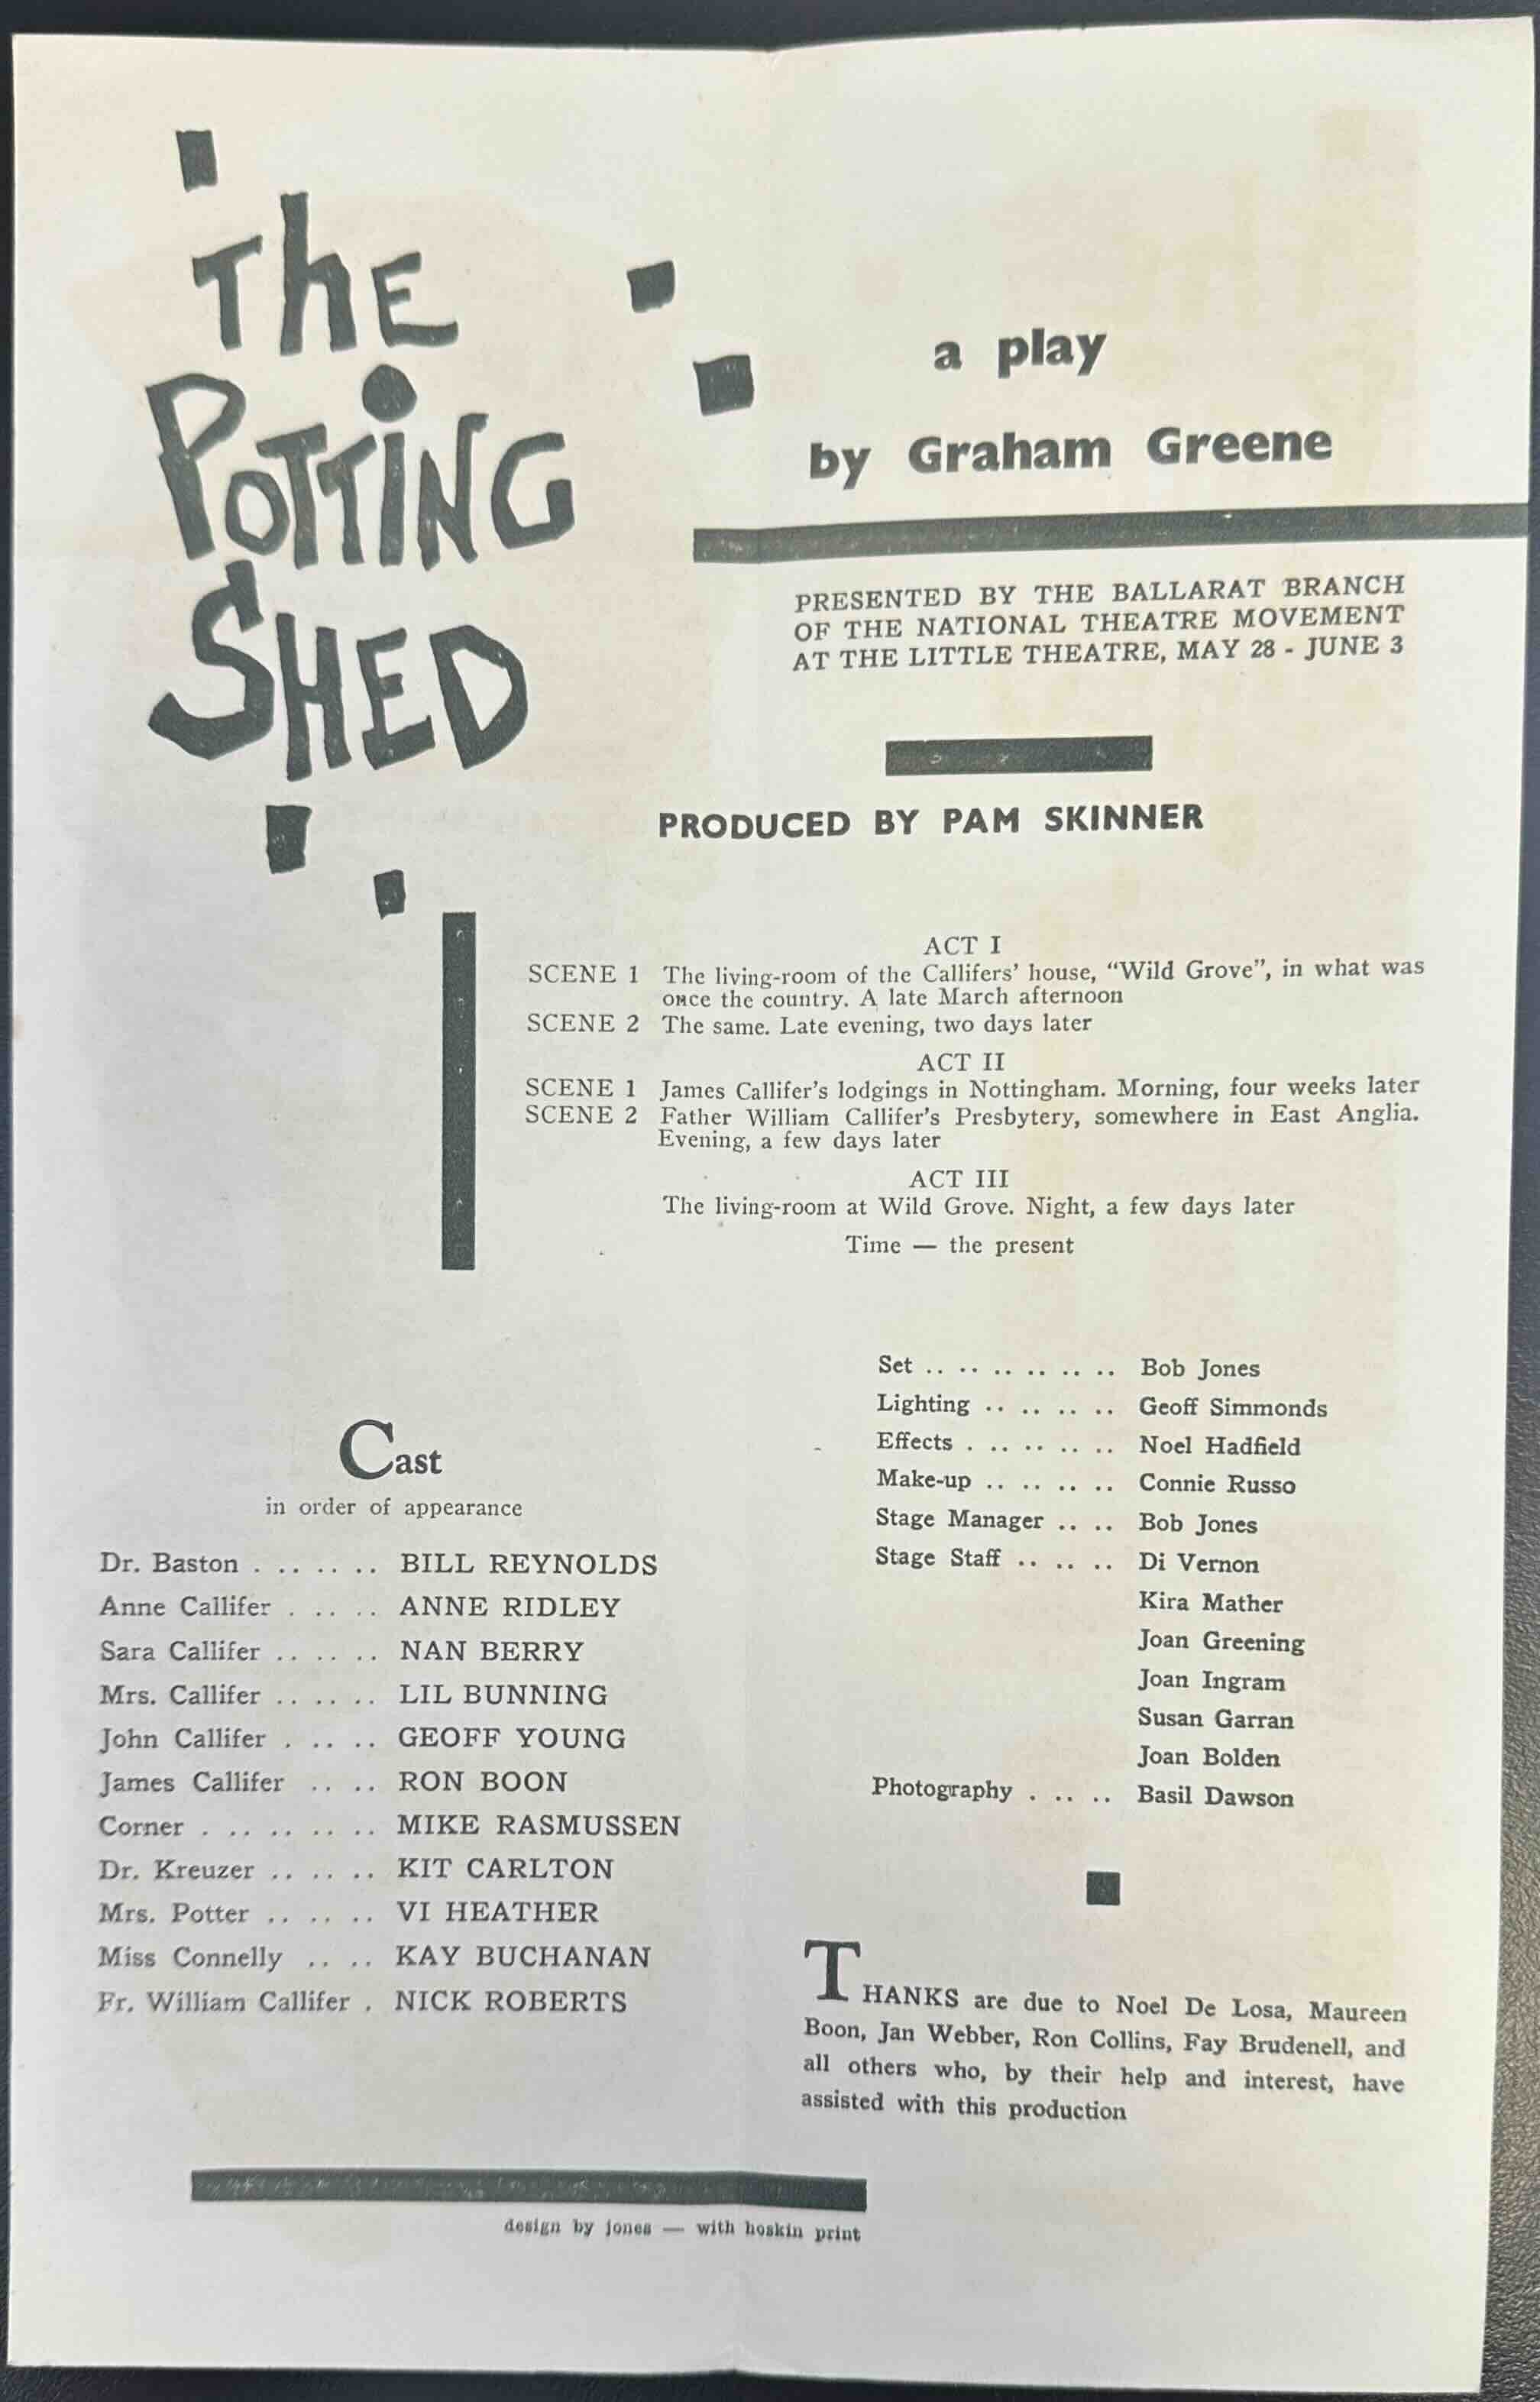 The
Potting
Shed
a play
by Graham Greene
PRESENTED BY THE BALLARAT BRANCH
OF THE NATIONAL THEATRE MOVEMENT
AT THE LITTLE THEATRE, MAY 28 - JUNE 3
PRODUCED BY PAM SKINNER
ACT I
SCENE 1 The living-room of the Callifers' house, "Wild Grove", in what was
once the country. A late March afternoon
SCENE 2 The same. Late evening, two days later
ACT II
SCENE 1 James Callifer's lodgings in Nottingham. Morning, four weeks later
SCENE 2 Father William Callifer's Presbytery, somewhere in East Anglia.
Evening, a few days later
ACT III
The living-room at Wild Grove. Night, a few days later
Time — the present
Cast
in order of appearance
Dr. Baston . .. .. .. BILL REYNOLDS
Anne Callifer . .. .. ANNE RIDLEY
Sara Callifer .. .. .. NAN BERRY
Mrs. Callifer .. .. .. LIL BUNNING
John Callifer . .. .. GEOFF YOUNG
James Callifer .. .. RON BOON
Corner . .. .. .. .. MIKE RASMUSSEN
Dr. Kreuzer .. .. .. KIT CARLTON
Mrs. Potter .. .. .. VI HEATHER
Miss Connelly .. .. KAY BUCHANAN
Fr. William Callifer . NICK ROBERTS
Set .. .. .. .. .. .. Bob Jones
Lighting .. .. .. .. Geoff Simmonds
Effects . .. .. .. .. Noel Hadfield
Make-up .. .. .. .. Connie Russo
Stage Manager .. .. Bob Jones
Stage Staff .. .. .. Di Vernon
Kira Mather
Joan Greening
Joan Ingram
Susan Garran
Joan Bolden
Photography . .. .. Basil Dawson
THANKS are due to Noel De Losa, Maureen
Boon, Jan Webber, Ron Collins, Fay Brudenell, and
all others who, by their help and interest, have
assisted with this production
design by jones — with hoskin print